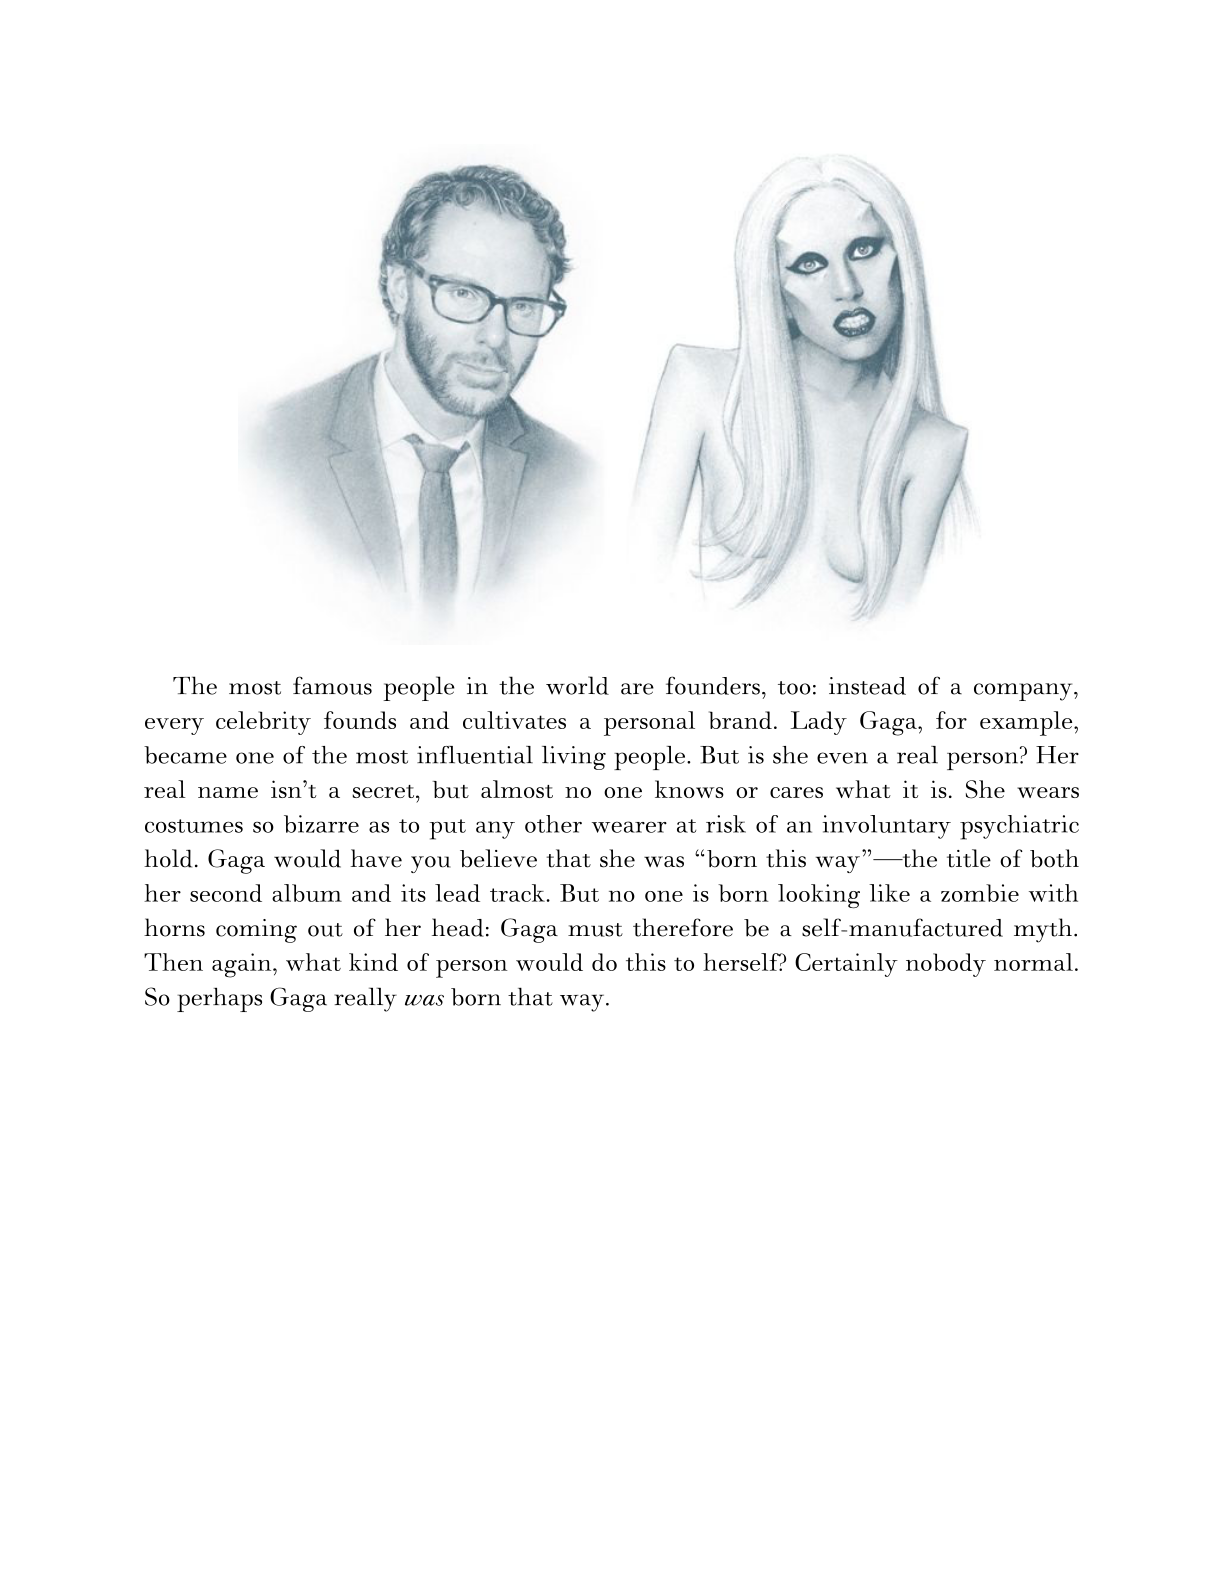 The most famous people in the world are founders, too: instead of a company,
every celebrity founds and cultivates a personal brand. Lady Gaga, for example,
became one of the most influential living people. But is she even a real person? Her
real name isn’t a secret, but almost no one knows or cares what it is. She wears
costumes so bizarre as to put any other wearer at risk of an involuntary psychiatric
hold. Gaga would have you believe that she was “born this way”—the title of both
her second album and its lead track. But no one is born looking like a zombie with
horns coming out of her head: Gaga must therefore be a self-manufactured myth.
Then again, what kind of person would do this to herself? Certainly nobody normal.
So perhaps Gaga really was born that way.